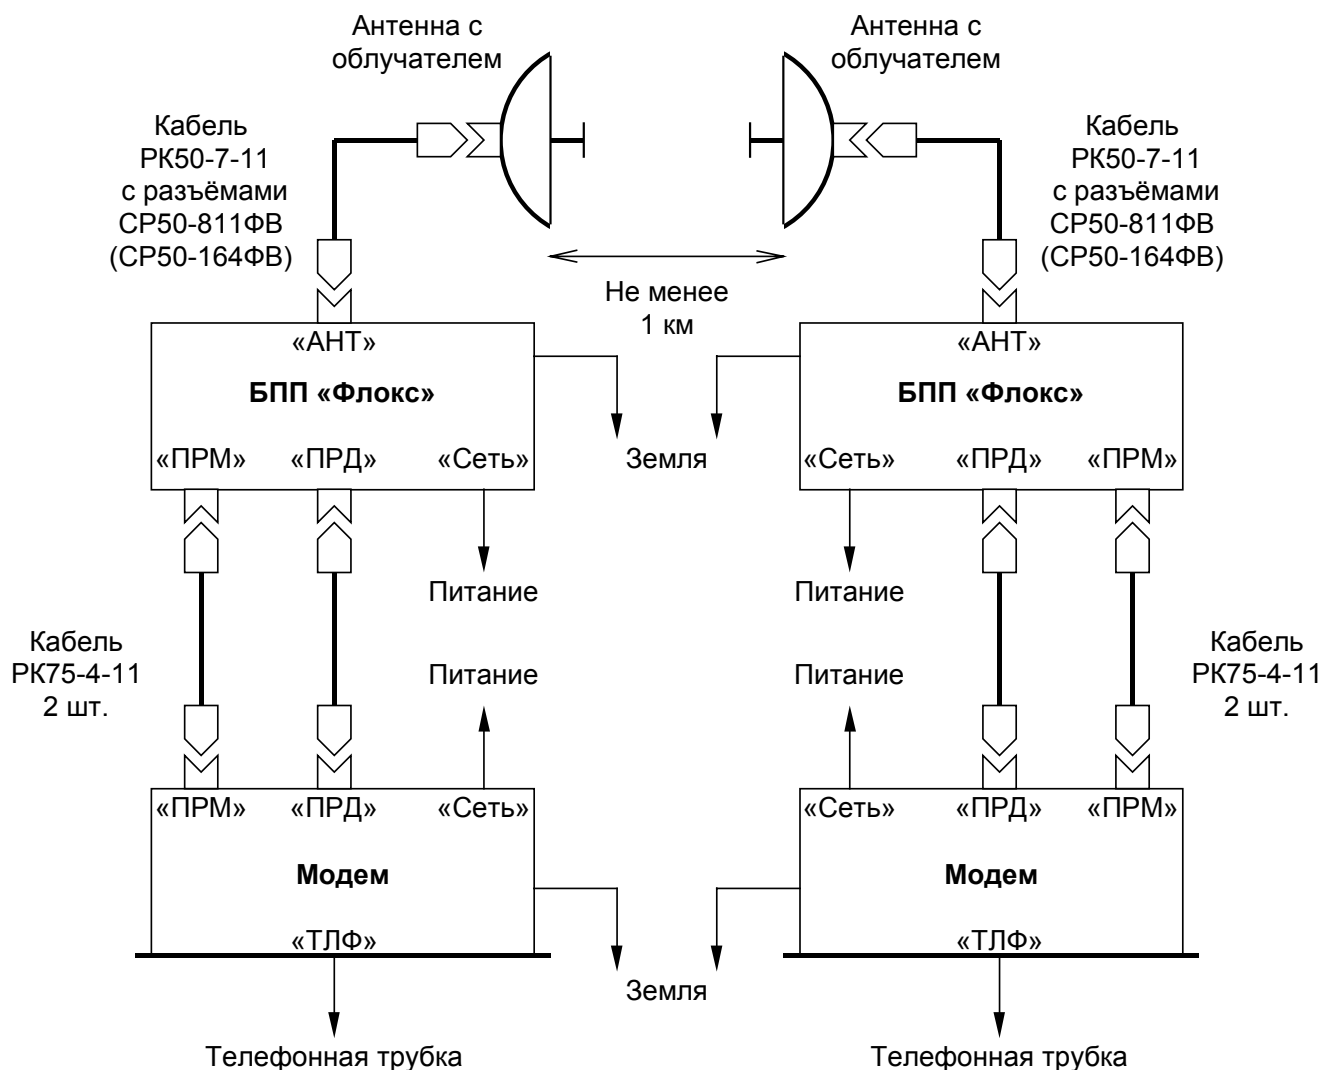 Антенна с
облучателем
Антенна с
облучателем
Кабель
РК50-7-11
с разъёмами
СР50-811ФВ
(СР50-164ФВ)
Кабель
РК50-7-11
с разъёмами
СР50-811ФВ
(СР50-164ФВ)
Не менее
1 км
«АНТ»
БПП «Флокс»
«ПРМ» «ПРД» «Сеть»
«АНТ»
БПП «Флокс»
«Сеть» «ПРД» «ПРМ»
Земля
Питание
Питание
Кабель
РК75-4-11
2 шт.
Питание
Питание
Кабель
РК75-4-11
2 шт.
«ПРМ» «ПРД» «Сеть»
Модем
«ТЛФ»
«Сеть» «ПРД» «ПРМ»
Модем
«ТЛФ»
Земля
Телефонная трубка
Телефонная трубка